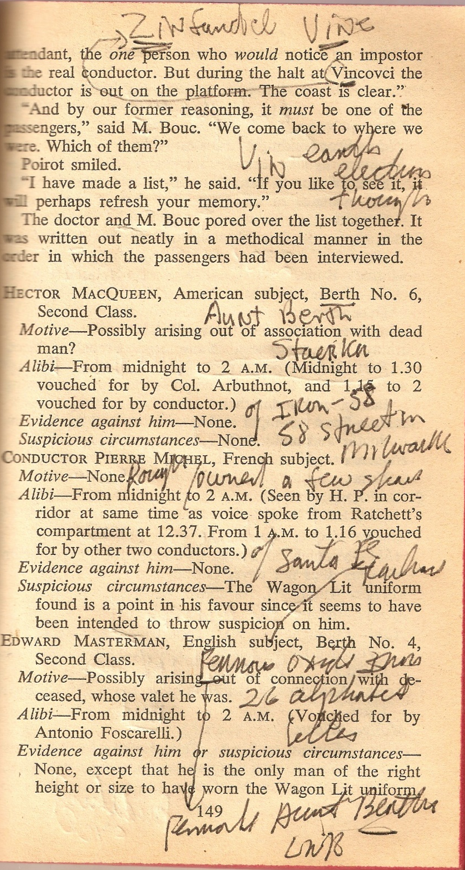 Zinfandel Vine
attendant, the one person who would notice an impostor
is the real conductor. But during the halt at Vincovci the
conductor is out on the platform. The coast is clear."
"And by our former reasoning, it must be one of the
passengers," said M. Bouc. "We come back to where we
were. Which of them?"
Vin earth
Poirot smiled.
electron
"I have made a list," he said. "If you like to see it, it
will perhaps refresh your memory."
The doctor and M. Bouc pored over the list together. It
was written out neatly in a methodical manner in the
order in which the passengers had been interviewed.
HECTOR MACQUEEN, American subject, Berth No. 6,
Second Class.
Aunt Berth
Motive—Possibly arising out of association with dead
man?
Alibi—From midnight to 2 A.M. (Midnight to 1.30
vouched for by Col. Arbuthnot, and 1.15 to 2
vouched for by conductor.)
of Iron-58
Evidence against him—None.
58 street in
Suspicious circumstances—None.
Milwaukee
CONDUCTOR PIERRE MICHEL, French subject.
Motive—None.
owned a few shares
Alibi—From midnight to 2 A.M. (Seen by H. P. in cor-
ridor at same time as voice spoke from Ratchett's
compartment at 12.37. From 1 A.M. to 1.16 vouched
for by other two conductors.)
of Santa Fe
Evidence against him—None.
Suspicious circumstances—The Wagon Lit uniform
found is a point in his favour since it seems to have
been intended to throw suspicion on him.
EDWARD MASTERMAN, English subject, Berth No. 4,
Second Class.
Motive—Possibly arising out of connection with de-
ceased, whose valet he was.
26 alphabet
Alibi—From midnight to 2 A.M. (Vouched for by
Antonio Foscarelli.)
letters
Evidence against him or suspicious circumstances—
None, except that he is the only man of the right
height or size to have worn the Wagon Lit uniform.
149
Aunt Bertha